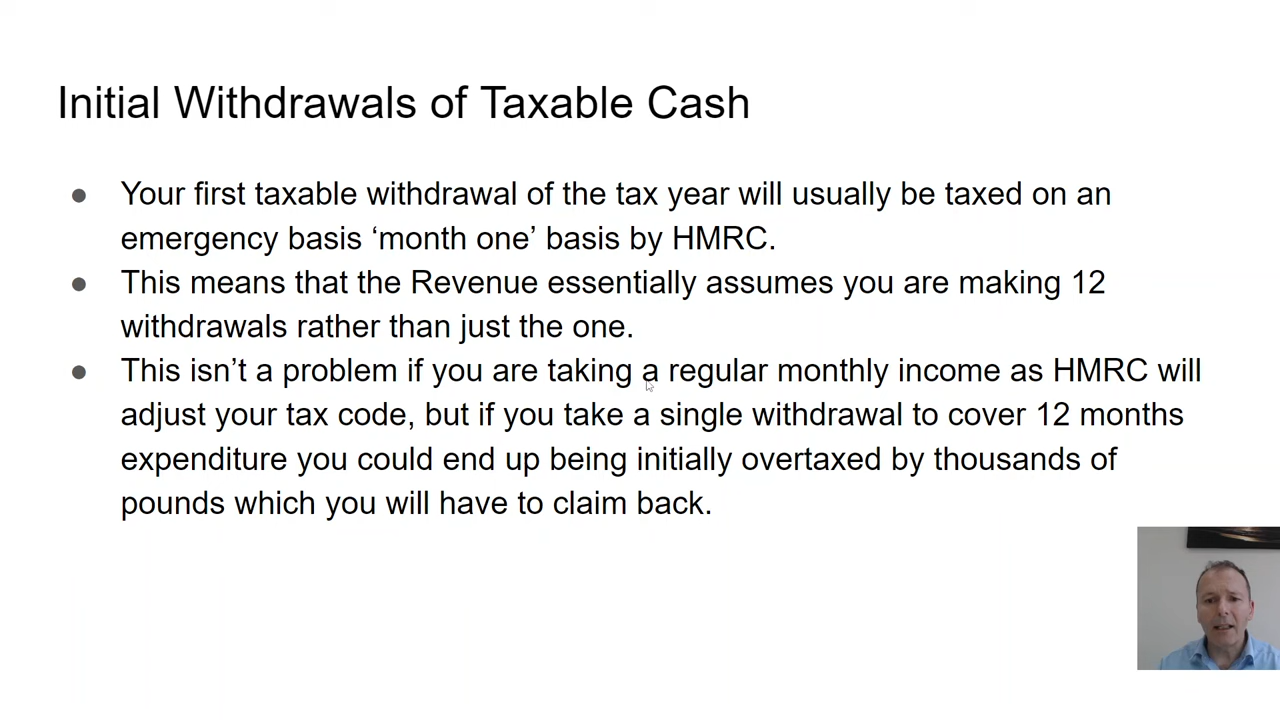 Initial Withdrawals of Taxable Cash
● Your first taxable withdrawal of the tax year will usually be taxed on an
emergency basis ‘month one’ basis by HMRC.
● This means that the Revenue essentially assumes you are making 12
withdrawals rather than just the one.
● This isn’t a problem if you are taking a regular monthly income as HMRC will
adjust your tax code, but if you take a single withdrawal to cover 12 months
expenditure you could end up being initially overtaxed by thousands of
pounds which you will have to claim back.